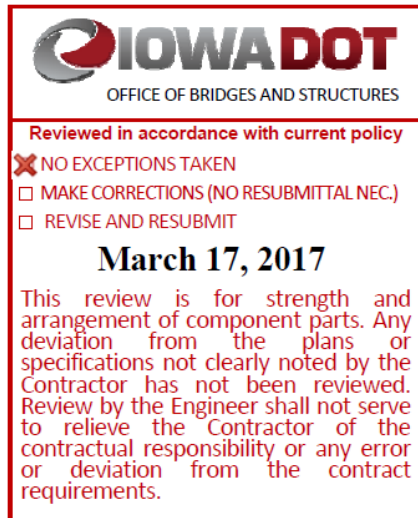 IOWADOT
OFFICE OF BRIDGES AND STRUCTURES
Reviewed in accordance with current policy
NO EXCEPTIONS TAKEN
MAKE CORRECTIONS (NO RESUBMITTAL NEC.)
REVISE AND RESUBMIT
March 17, 2017
This review is for strength and
arrangement of component parts. Any
deviation from the plans or
specifications not clearly noted by the
Contractor has not been reviewed.
Review by the Engineer shall not serve
to relieve the Contractor of the
contractual responsibility or any error
or deviation from the contract
requirements.